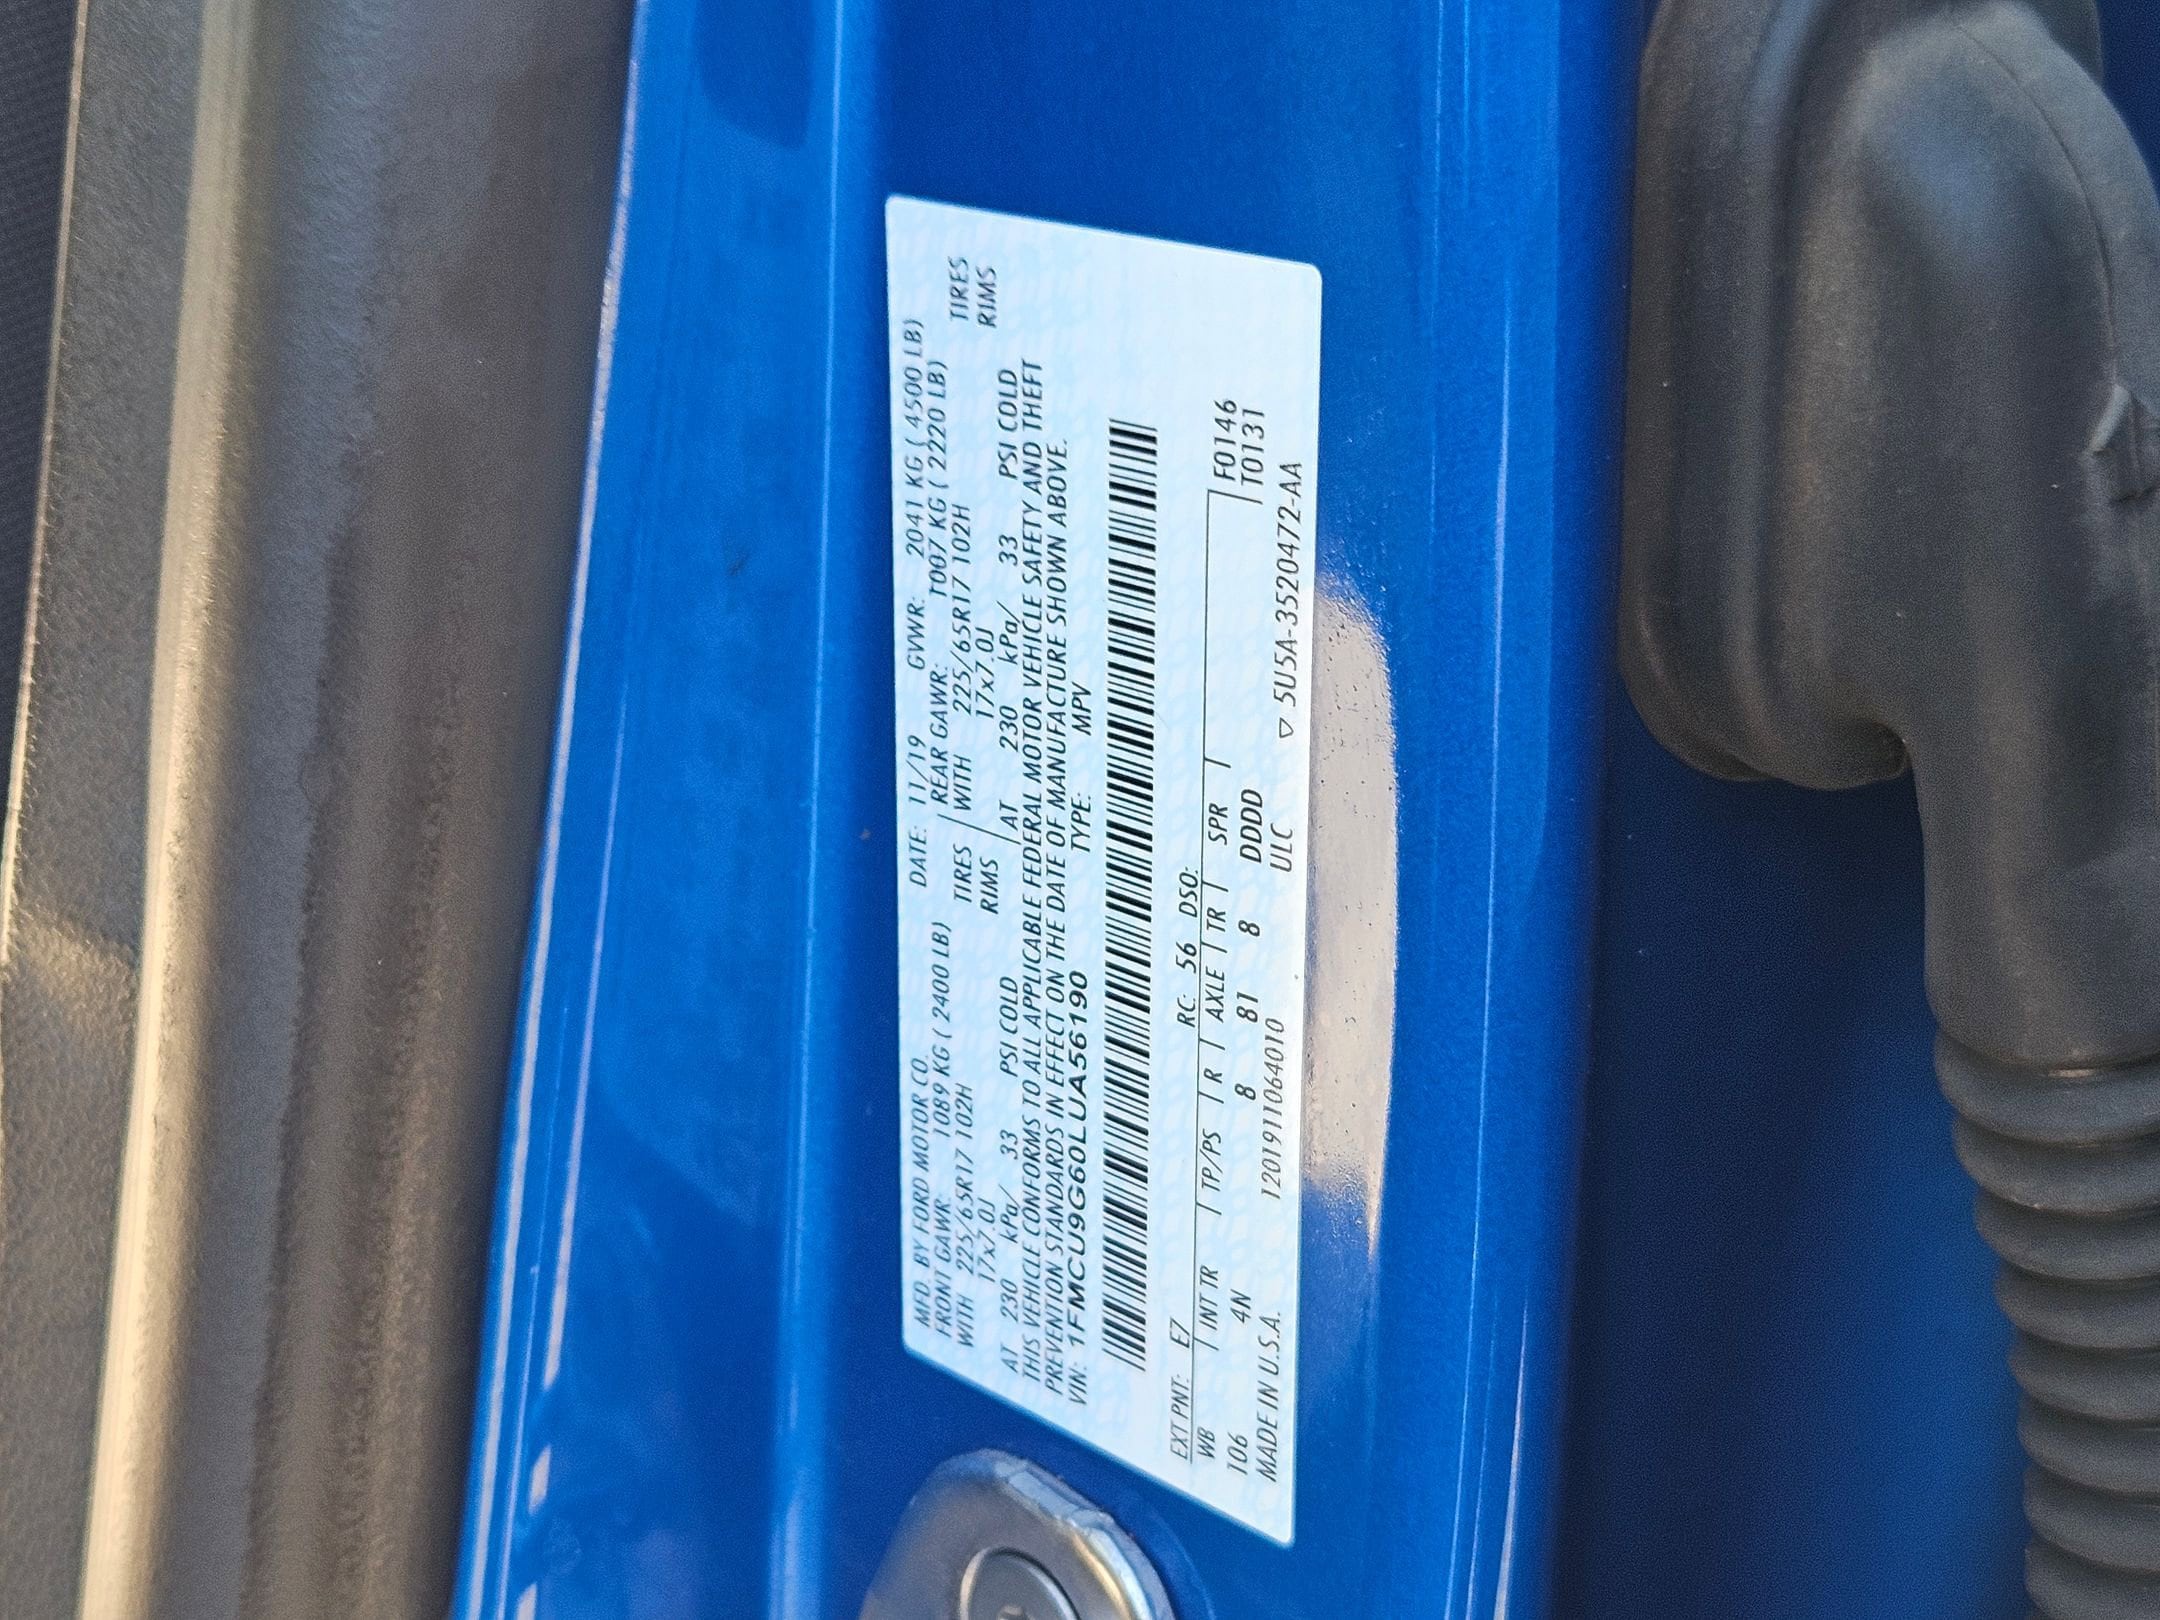 MFD. BY FORD MOTOR CO. DATE: 11/19 GVWR: 2041 KG ( 4500 LB)
FRONT GAWR: 1089 KG ( 2400 LB) REAR GAWR: 1007 KG ( 2220 LB)
WITH 225/65R17 102H TIRES WITH 225/65R17 102H TIRES
17x7.0J RIMS 17x7.0J RIMS
AT 230 kPa/ 33 PSI COLD AT 230 kPa/ 33 PSI COLD
THIS VEHICLE CONFORMS TO ALL APPLICABLE FEDERAL MOTOR VEHICLE SAFETY AND THEFT
PREVENTION STANDARDS IN EFFECT ON THE DATE OF MANUFACTURE SHOWN ABOVE.
VIN: 1FMCU9G60LUA56190 TYPE: MPV
EXT PNT: E7 RC: 56 DSO:
WB | INT TR | TP/PS | R | AXLE | TR | SPR | F0146
106 4N 8 81 8 DDDD T0131
MADE IN U.S.A. 1201911064010 ULC ▽ 5U5A-3520472-AA